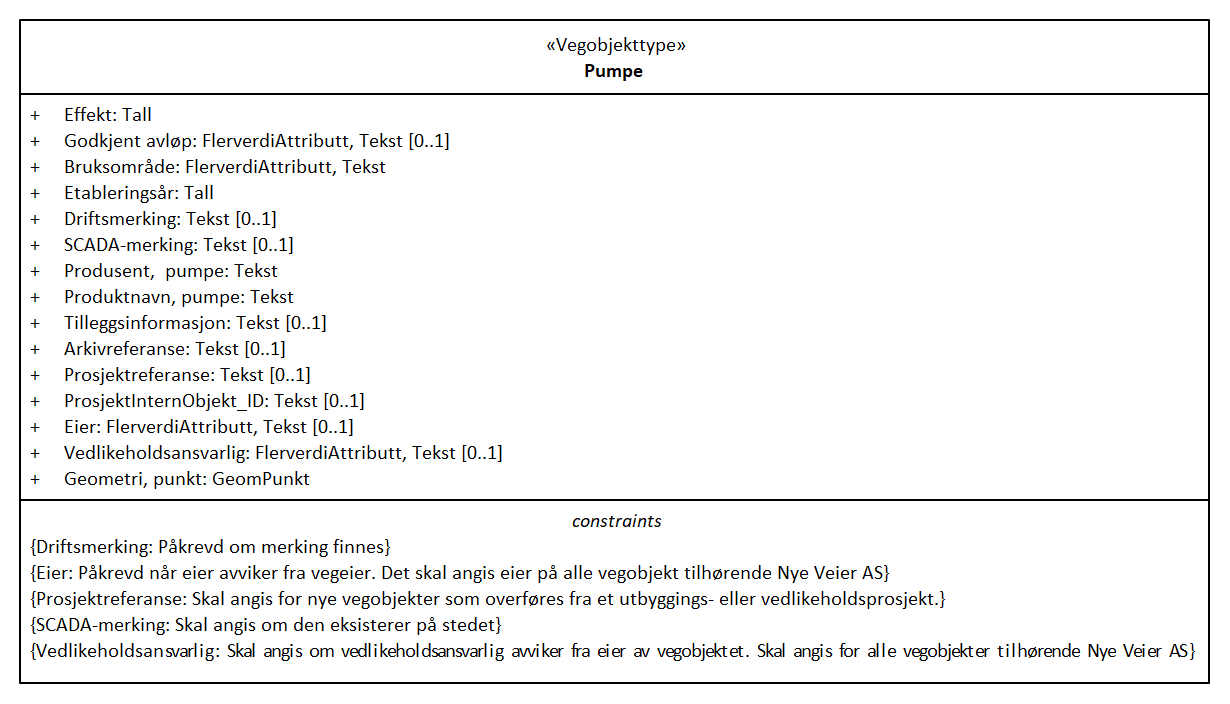 «Vegobjekttype»
Pumpe
+ Effekt: Tall
+ Godkjent avløp: FlerverdiAttributt, Tekst [0..1]
+ Bruksområde: FlerverdiAttributt, Tekst
+ Etableringsår: Tall
+ Driftsmerking: Tekst [0..1]
+ SCADA-merking: Tekst [0..1]
+ Produsent,  pumpe: Tekst
+ Produktnavn, pumpe: Tekst
+ Tilleggsinformasjon: Tekst [0..1]
+ Arkivreferanse: Tekst [0..1]
+ Prosjektreferanse: Tekst [0..1]
+ ProsjektInternObjekt_ID: Tekst [0..1]
+ Eier: FlerverdiAttributt, Tekst [0..1]
+ Vedlikeholdsansvarlig: FlerverdiAttributt, Tekst [0..1]
+ Geometri, punkt: GeomPunkt
constraints
{Driftsmerking: Påkrevd om merking finnes}
{Eier: Påkrevd når eier avviker fra vegeier. Det skal angis eier på alle vegobjekt tilhørende Nye Veier AS}
{Prosjektreferanse: Skal angis for nye vegobjekter som overføres fra et utbyggings- eller vedlikeholdsprosjekt.}
{SCADA-merking: Skal angis om den eksisterer på stedet}
{Vedlikeholdsansvarlig: Skal angis om vedlikeholdsansvarlig avviker fra eier av vegobjektet. Skal angis for alle vegobjekter tilhørende Nye Veier AS}